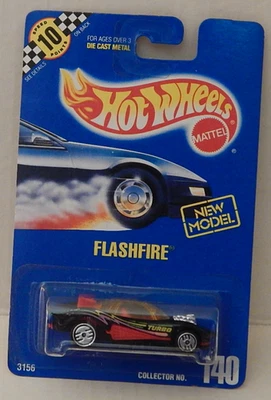 SPEED
10
POINTS
ON BACK
SEE DETAILS
FOR AGES OVER 3
DIE CAST METAL
Hot Wheels
MATTEL
NEW
MODEL
FLASHFIRE
TURBO
3156
COLLECTOR NO. 140